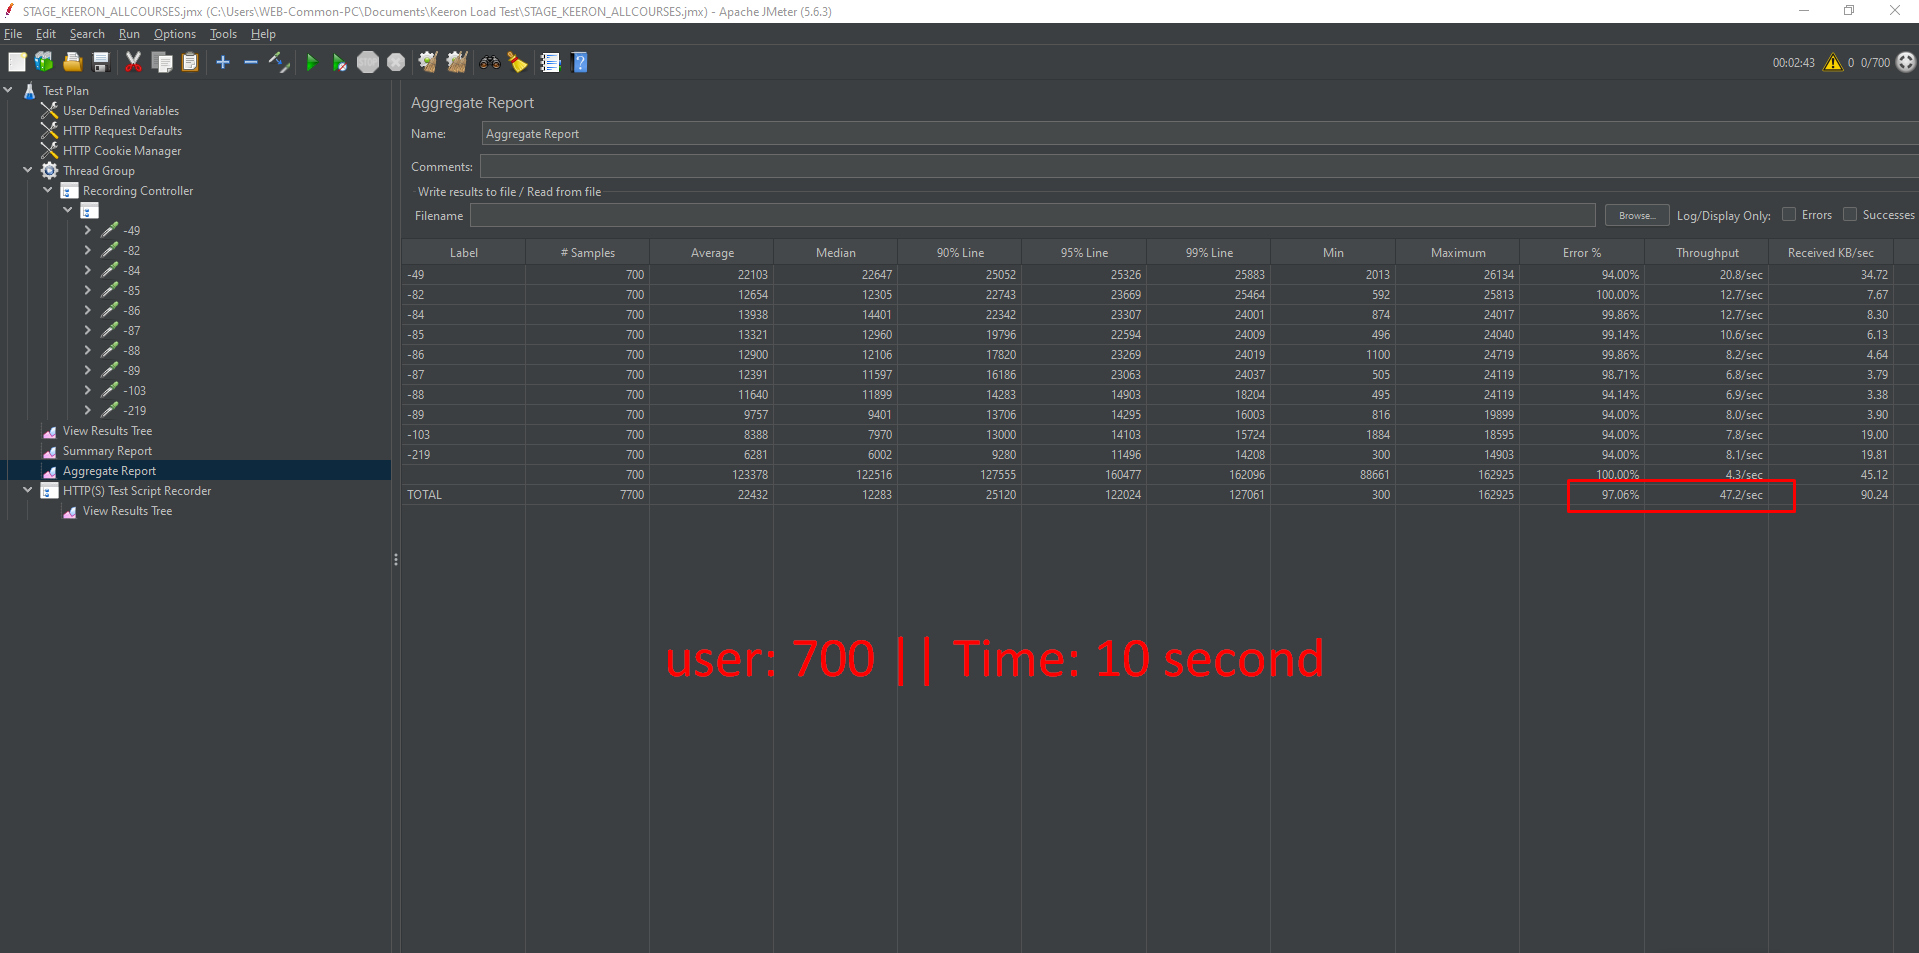 STAGE_KEERON_ALLCOURSES.jmx (C:\Users\WEB-Common-PC\Documents\Keeron Load Test\STAGE_KEERON_ALLCOURSES.jmx) - Apache JMeter (5.6.3)
File Edit Search Run Options Tools Help
00:02:43 0 0/700
Test Plan
User Defined Variables
HTTP Request Defaults
HTTP Cookie Manager
Thread Group
Recording Controller
-49
-82
-84
-85
-86
-87
-88
-89
-103
-219
View Results Tree
Summary Report
Aggregate Report
HTTP(S) Test Script Recorder
View Results Tree
Aggregate Report
Name: Aggregate Report
Comments:
Write results to file / Read from file
Filename Browse... Log/Display Only: Errors Successes
Label # Samples Average Median 90% Line 95% Line 99% Line Min Maximum Error % Throughput Received KB/sec
-49 700 22103 22647 25052 25326 25883 2013 26134 94.00% 20.8/sec 34.72
-82 700 12654 12305 22743 23669 25464 592 25813 100.00% 12.7/sec 7.67
-84 700 13938 14401 22342 23307 24001 874 24017 99.86% 12.7/sec 8.30
-85 700 13321 12960 19796 22594 24009 496 24040 99.14% 10.6/sec 6.13
-86 700 12900 12106 17820 23269 24019 1100 24719 99.86% 8.2/sec 4.64
-87 700 12391 11597 16186 23063 24037 505 24119 98.71% 6.8/sec 3.79
-88 700 11640 11899 14283 14903 18204 495 24119 94.14% 6.9/sec 3.38
-89 700 9757 9401 13706 14295 16003 816 19899 94.00% 8.0/sec 3.90
-103 700 8388 7970 13000 14103 15724 1884 18595 94.00% 7.8/sec 19.00
-219 700 6281 6002 9280 11496 14208 300 14903 94.00% 8.1/sec 19.81
700 123378 122516 127555 160477 162096 88661 162925 100.00% 4.3/sec 45.12
TOTAL 7700 22432 12283 25120 122024 127061 300 162925 97.06% 47.2/sec 90.24
user: 700 || Time: 10 second